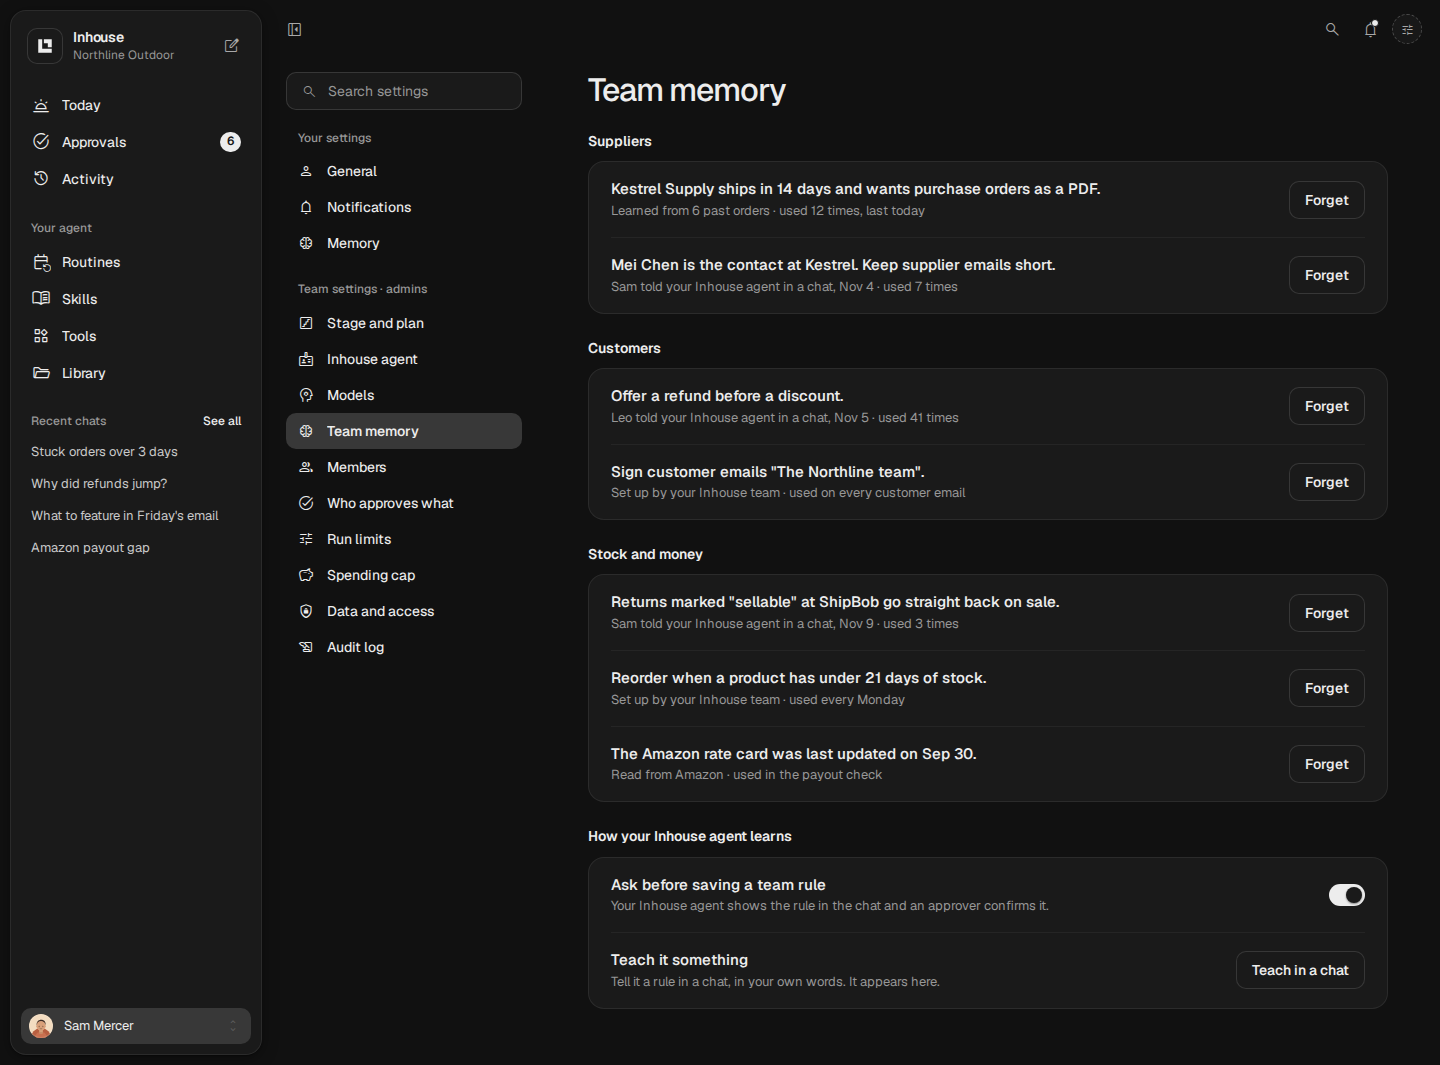 Inhouse
Northline Outdoor
Today
Approvals 6
Activity
Your agent
Routines
Skills
Tools
Library
Recent chats See all
Stuck orders over 3 days
Why did refunds jump?
What to feature in Friday's email
Amazon payout gap
Sam Mercer
Search settings
Your settings
General
Notifications
Memory
Team settings · admins
Stage and plan
Inhouse agent
Models
Team memory
Members
Who approves what
Run limits
Spending cap
Data and access
Audit log
Team memory
Suppliers
Kestrel Supply ships in 14 days and wants purchase orders as a PDF.
Learned from 6 past orders · used 12 times, last today
Forget
Mei Chen is the contact at Kestrel. Keep supplier emails short.
Sam told your Inhouse agent in a chat, Nov 4 · used 7 times
Forget
Customers
Offer a refund before a discount.
Leo told your Inhouse agent in a chat, Nov 5 · used 41 times
Forget
Sign customer emails "The Northline team".
Set up by your Inhouse team · used on every customer email
Forget
Stock and money
Returns marked "sellable" at ShipBob go straight back on sale.
Sam told your Inhouse agent in a chat, Nov 9 · used 3 times
Forget
Reorder when a product has under 21 days of stock.
Set up by your Inhouse team · used every Monday
Forget
The Amazon rate card was last updated on Sep 30.
Read from Amazon · used in the payout check
Forget
How your Inhouse agent learns
Ask before saving a team rule
Your Inhouse agent shows the rule in the chat and an approver confirms it.
Teach it something
Tell it a rule in a chat, in your own words. It appears here.
Teach in a chat